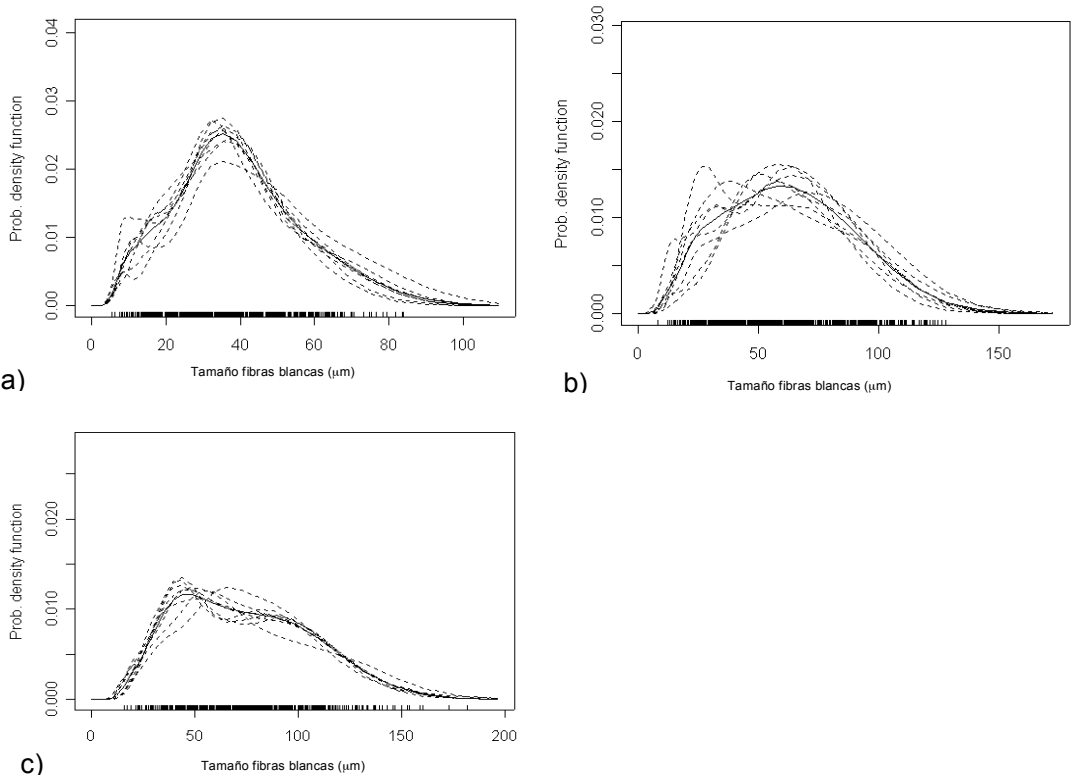 0.04
0.03
0.02
0.01
0.00
Prob. density function
0 20 40 60 80 100
Tamaño fibras blancas (μm)
a)
0.030
0.020
0.010
0.000
Prob. density function
0 50 100 150
Tamaño fibras blancas (μm)
b)
0.020
0.010
0.000
Prob. density function
0 50 100 150 200
Tamaño fibras blancas (μm)
c)